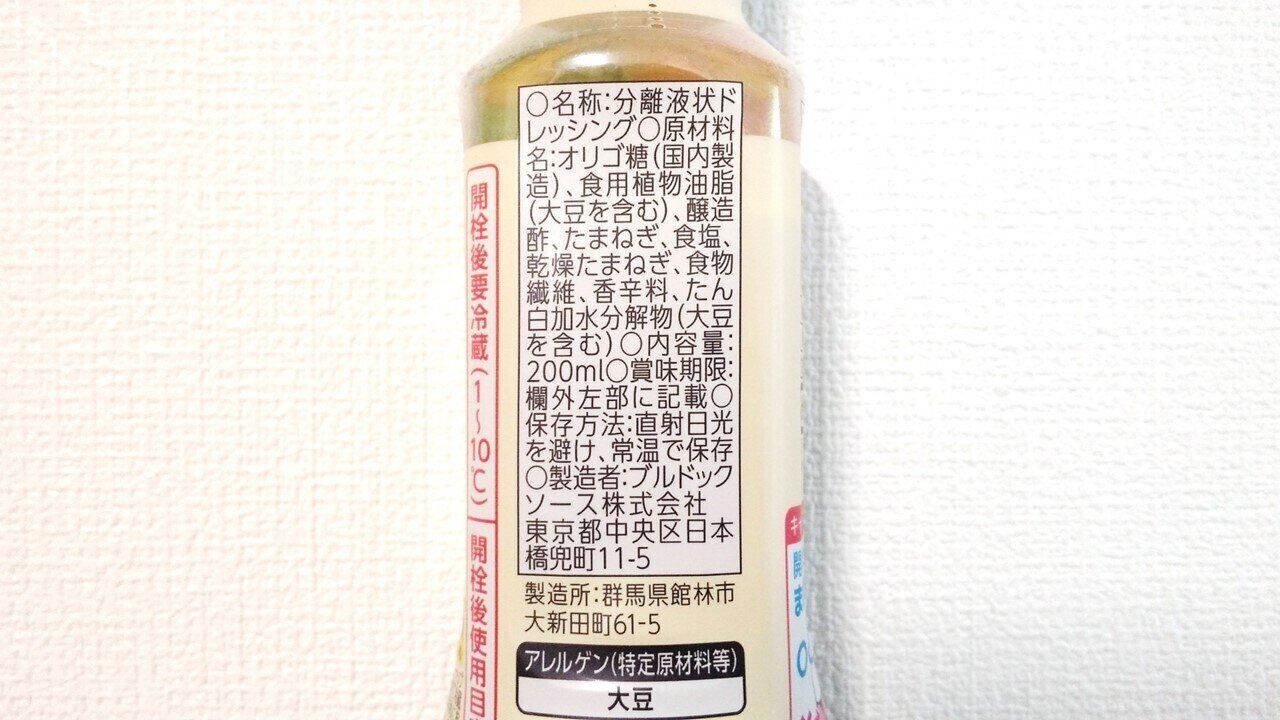 ○名称:分離液状ド
レッシング○原材料
名:オリゴ糖(国内製
造)、食用植物油脂
(大豆を含む)、醸造
酢、たまねぎ、食塩、
乾燥たまねぎ、食物
繊維、香辛料、たん
白加水分解物(大豆
を含む)○内容量:
200ml○賞味期限:
欄外左部に記載○
保存方法:直射日光
を避け、常温で保存
○製造者:ブルドック
ソース株式会社
東京都中央区日本
橋兜町11-5
製造所:群馬県館林市
大新田町61-5
アレルゲン(特定原材料等)
大豆
開栓後要冷蔵(1~10℃)
開栓後使用目